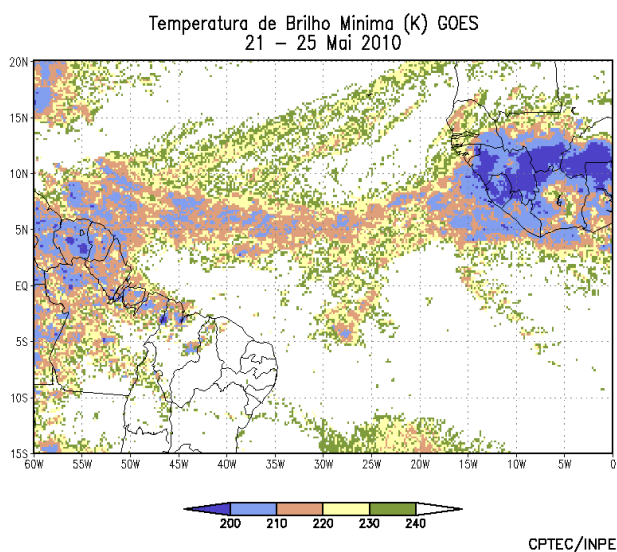 Temperatura de Brilho Minima (K) GOES
21 – 25 Mai 2010
20N
15N
10N
5N
EQ
5S
10S
15S
60W 55W 50W 45W 40W 35W 30W 25W 20W 15W 10W 5W 0
200 210 220 230 240
CPTEC/INPE